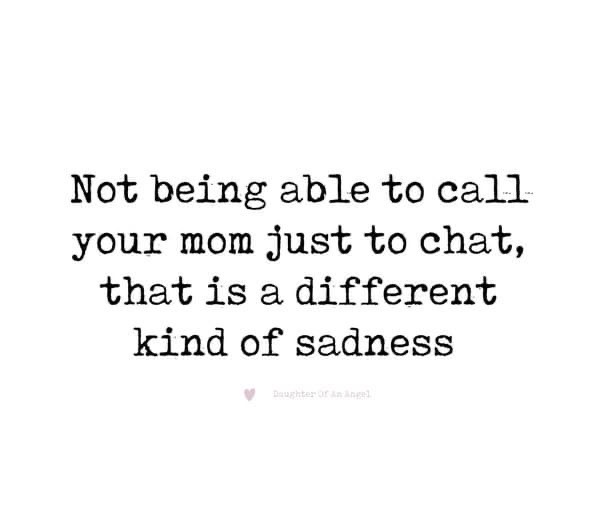 Not being able to call
your mom just to chat,
that is a different
kind of sadness
Daughter Of An Angel